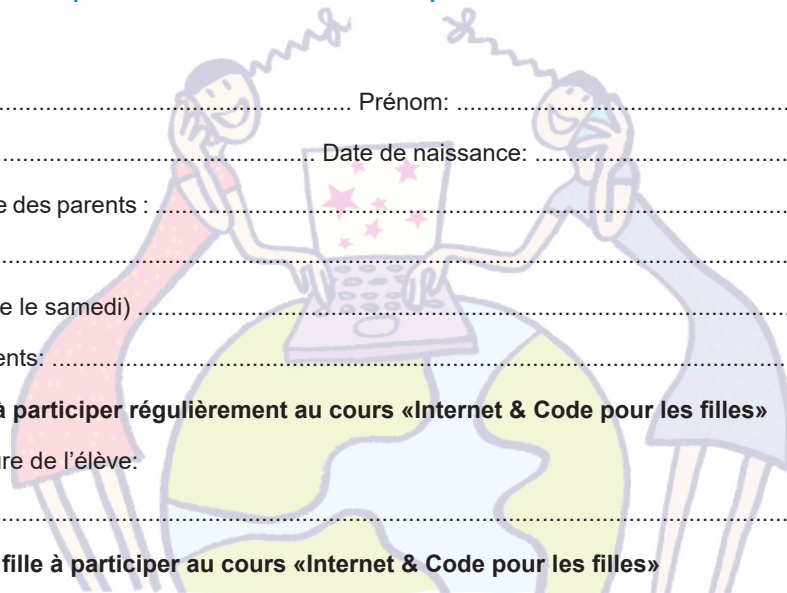 .................................................... Prénom: ....................................................
................................................ Date de naissance: ........................................
e des parents : ....................................................................................................
..........................................................................................................................
e le samedi) .......................................................................................................
ents: ...................................................................................................................
à participer régulièrement au cours «Internet & Code pour les filles»
ure de l’élève:
..........................................................................................................................
fille à participer au cours «Internet & Code pour les filles»